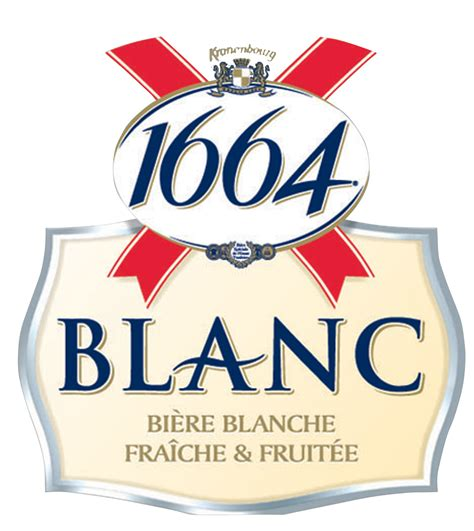 Kronenbourg
1664
BLANC
BIÈRE BLANCHE
FRAÎCHE & FRUITÉE